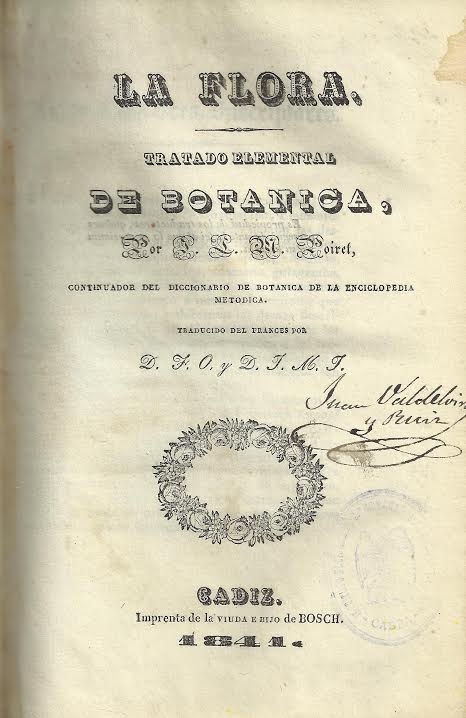 LA FLORA,
TRATADO ELEMENTAL
DE BOTANICA,
Por J. L. M. Poiret,
CONTINUADOR DEL DICCIONARIO DE BOTANICA DE LA ENCICLOPEDIA
METODICA.
TRADUCIDO DEL FRANCES POR
D. F. O. y D. J. M. J.
Juan Valdelvira
y Ruiz
CADIZ.
Imprenta de la VIUDA E HIJO de BOSCH.
1841.